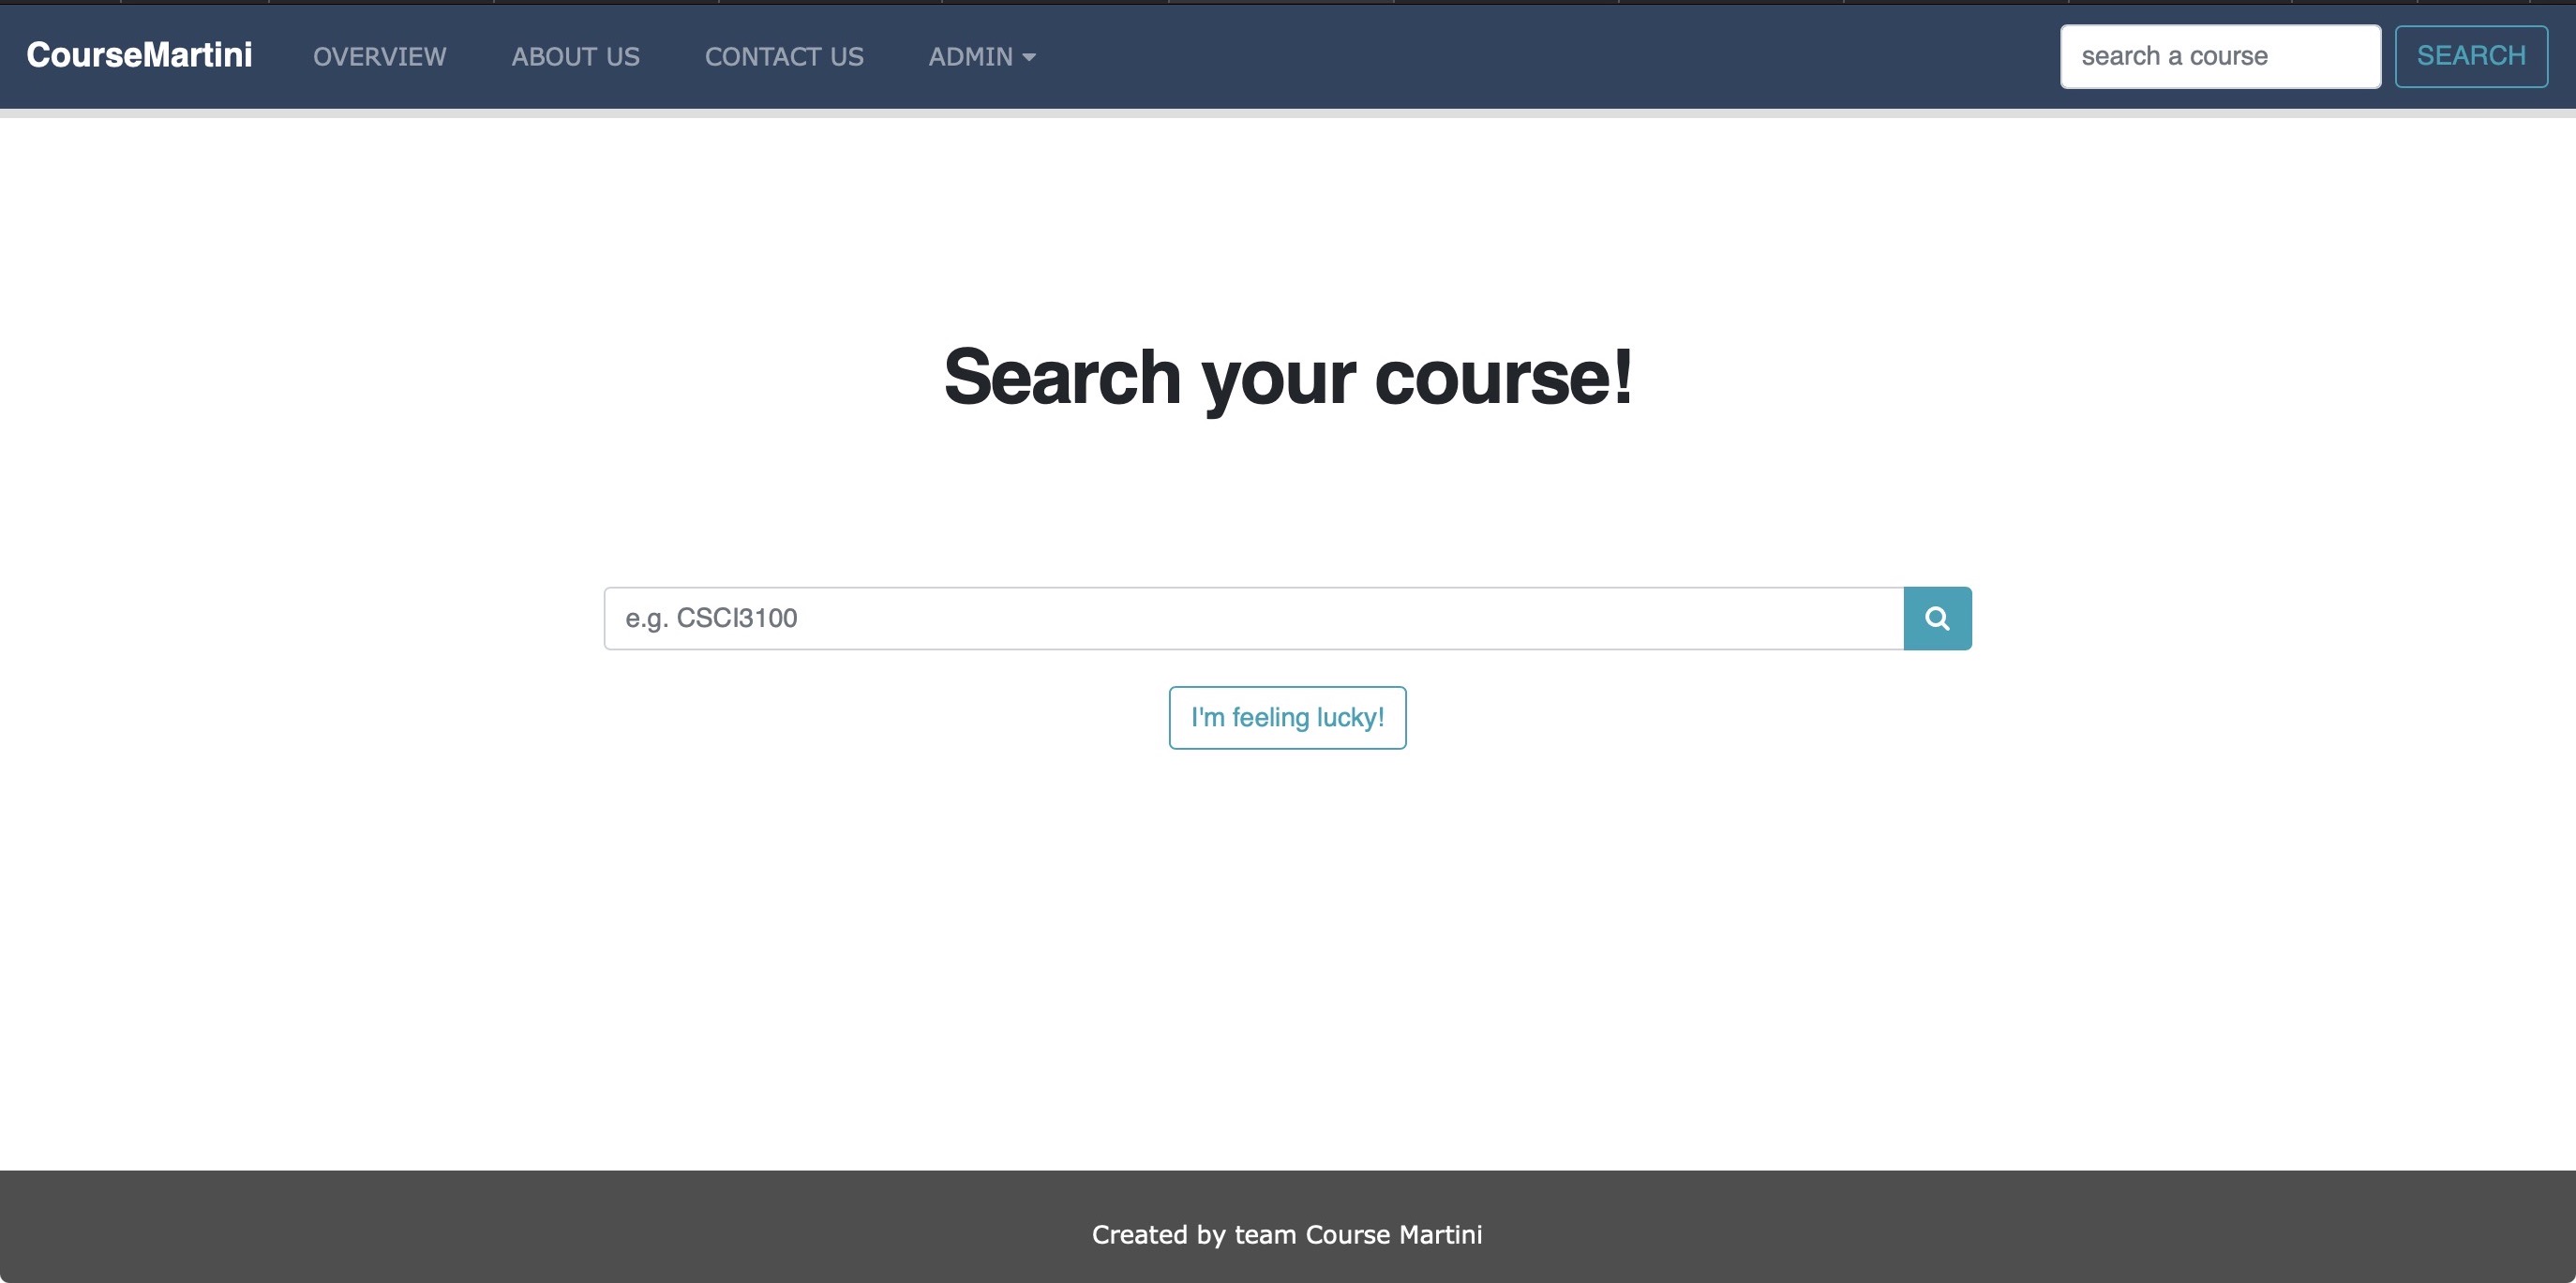 CourseMartini OVERVIEW ABOUT US CONTACT US ADMIN search a course SEARCH
Search your course!
e.g. CSCI3100
I'm feeling lucky!
Created by team Course Martini